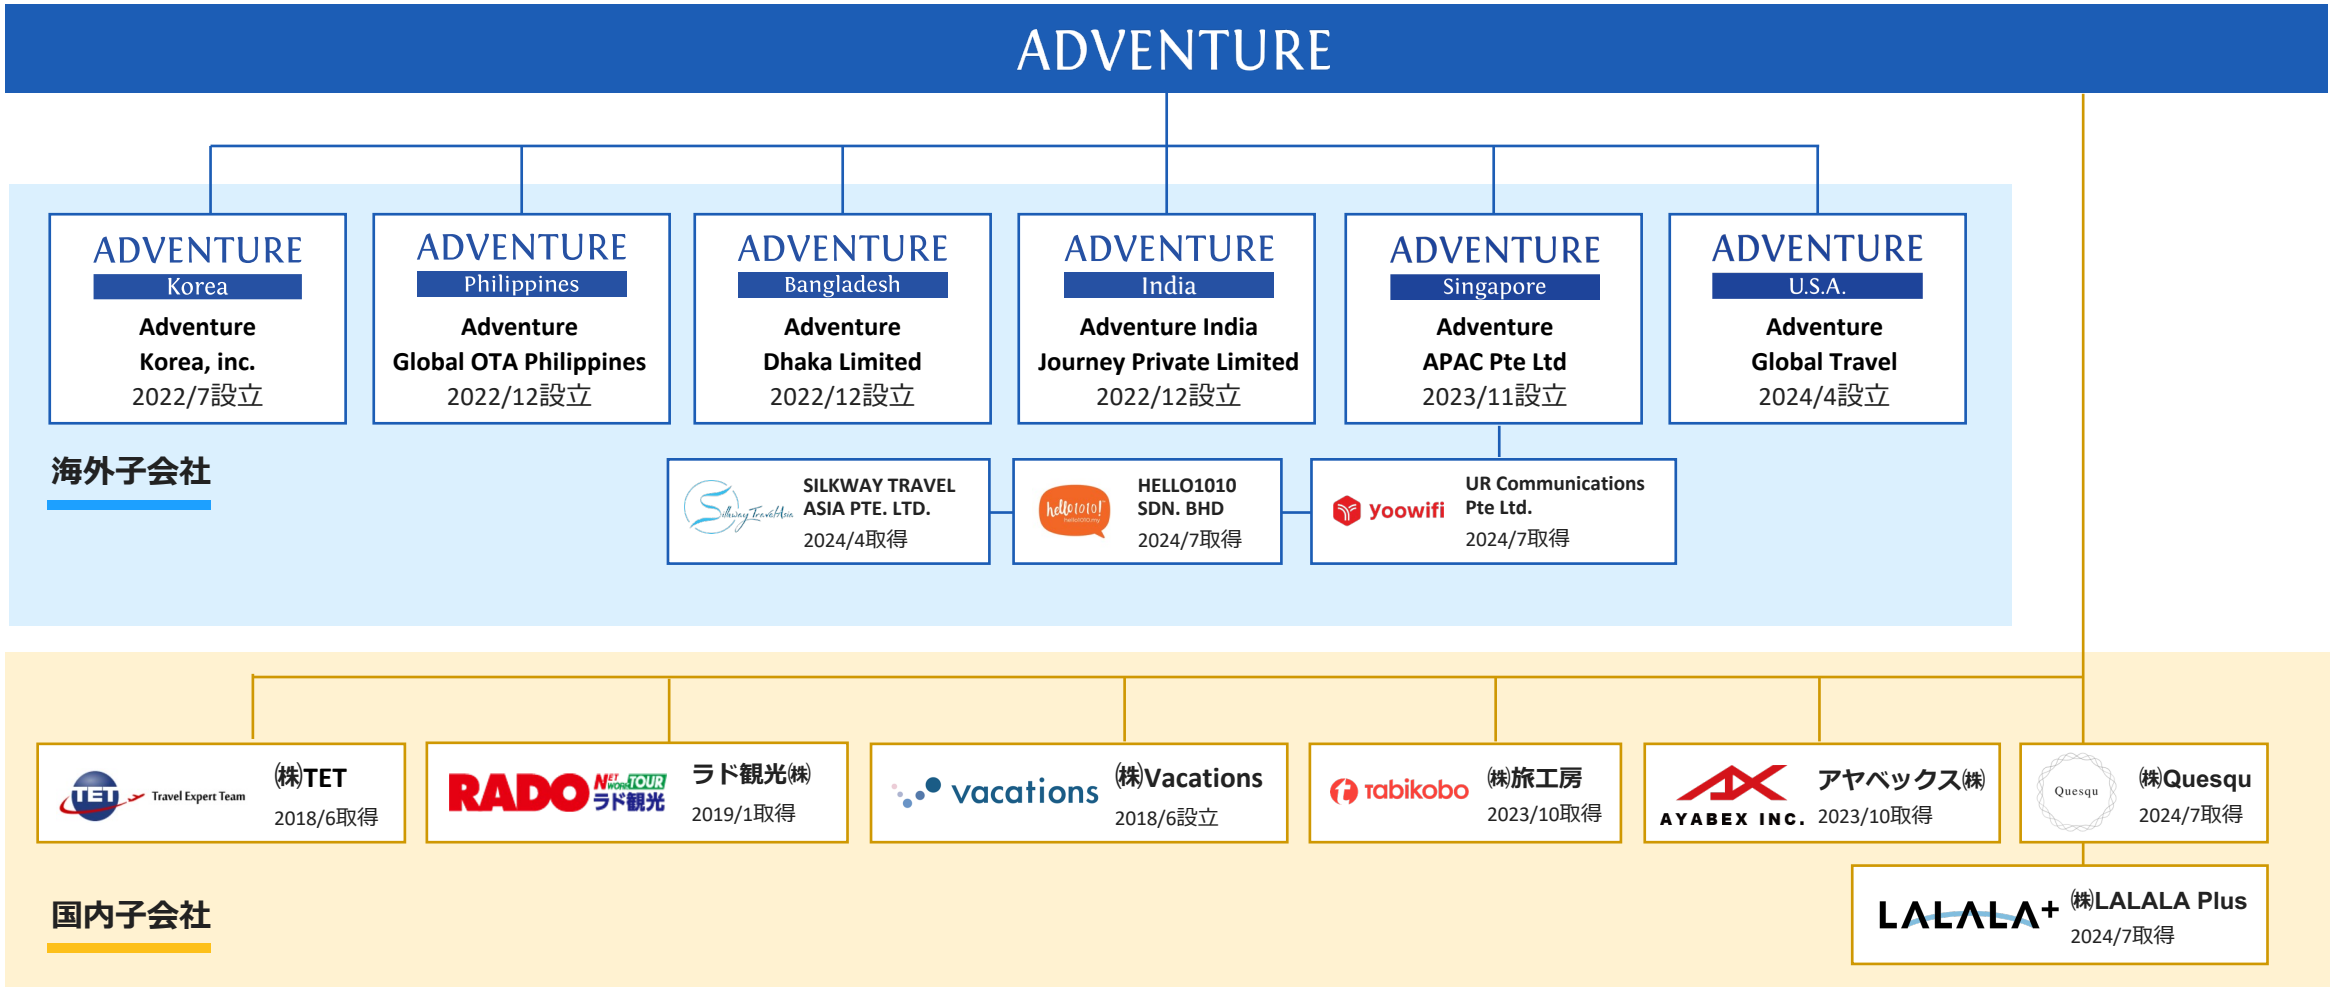 ADVENTURE
ADVENTURE
Korea
Adventure
Korea, inc.
2022/7設立
ADVENTURE
Philippines
Adventure
Global OTA Philippines
2022/12設立
ADVENTURE
Bangladesh
Adventure
Dhaka Limited
2022/12設立
ADVENTURE
India
Adventure India
Journey Private Limited
2022/12設立
ADVENTURE
Singapore
Adventure
APAC Pte Ltd
2023/11設立
ADVENTURE
U.S.A.
Adventure
Global Travel
2024/4設立
海外子会社
Silkway Travel Asia
SILKWAY TRAVEL
ASIA PTE. LTD.
2024/4取得
hello1010!
hello1010.my
HELLO1010
SDN. BHD
2024/7取得
yoowifi
UR Communications
Pte Ltd.
2024/7取得
TET
Travel Expert Team
㈱TET
2018/6取得
RADO
NET WORK TOUR
ラド観光
ラド観光㈱
2019/1取得
vacations
㈱Vacations
2018/6設立
Tabikobo
㈱旅工房
2023/10取得
AX
AYABEX INC.
アヤベックス㈱
2023/10取得
Quesqu
㈱Quesqu
2024/7取得
国内子会社
LALALA+
㈱LALALA Plus
2024/7取得